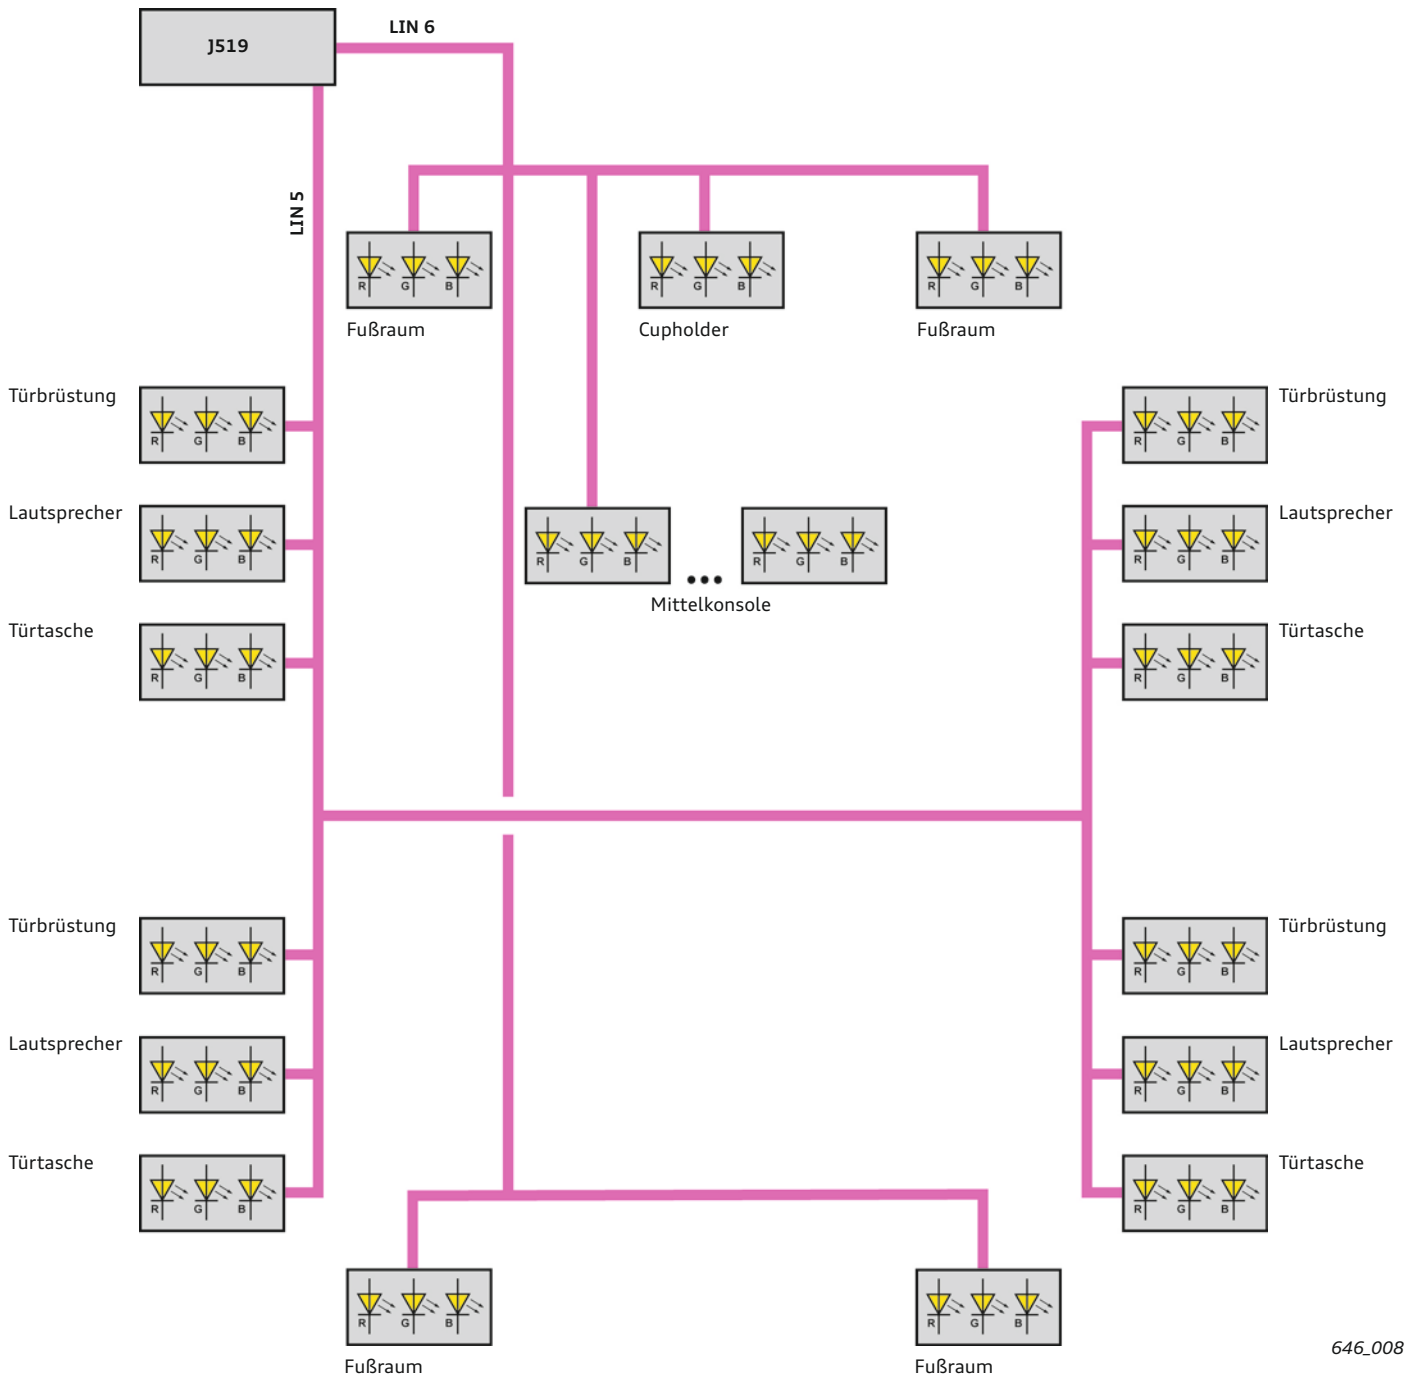 J519
LIN 6
LIN 5
R G B
R G B
R G B
Fußraum
Cupholder
Fußraum
Türbrüstung
R G B
R G B
Türbrüstung
Lautsprecher
R G B
R G B
R G B
R G B
Lautsprecher
Mittelkonsole
Türtasche
R G B
R G B
Türtasche
Türbrüstung
R G B
R G B
Türbrüstung
Lautsprecher
R G B
R G B
Lautsprecher
Türtasche
R G B
R G B
Türtasche
R G B
R G B
Fußraum
Fußraum
646_008